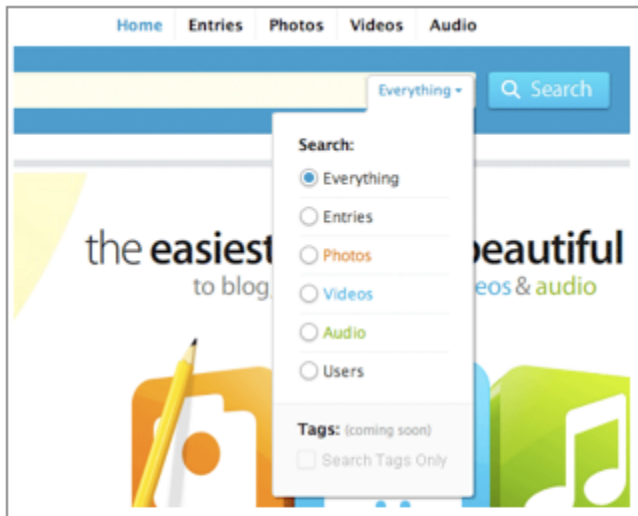 Home Entries Photos Videos Audio
Everything Search
Search:
Everything
Entries
Photos
Videos
Audio
Users
Tags: (coming soon)
Search Tags Only
the easiest beautiful
to blog, eos & audio